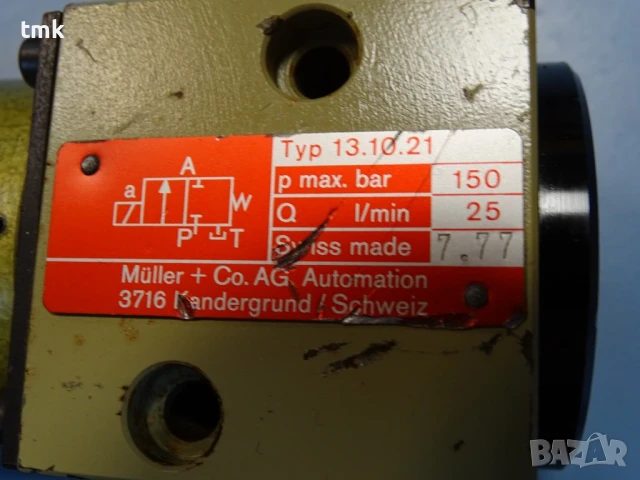 tmk
Typ 13.10.21
A
a
p max. bar 150
W
Q l/min 25
P T
Swiss made 7.77
Müller + Co. AG, Automation
3716 Kandergrund / Schweiz
BAZAR